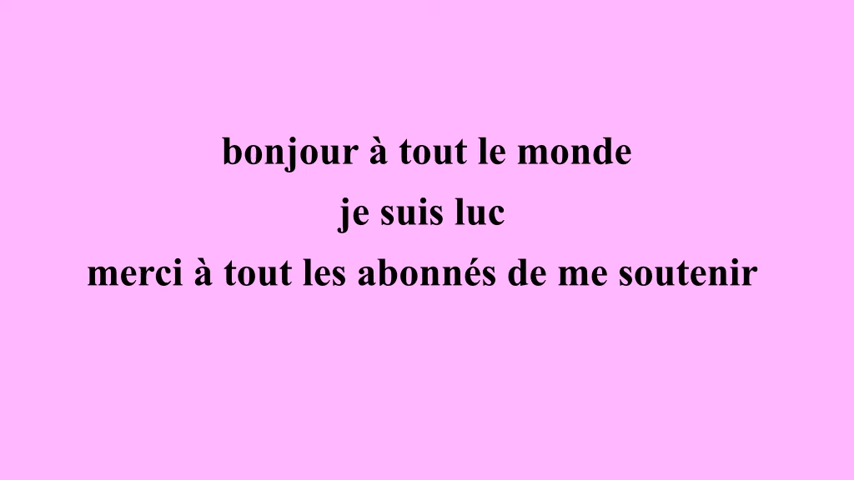 bonjour à tout le monde
je suis luc
merci à tout les abonnés de me soutenir